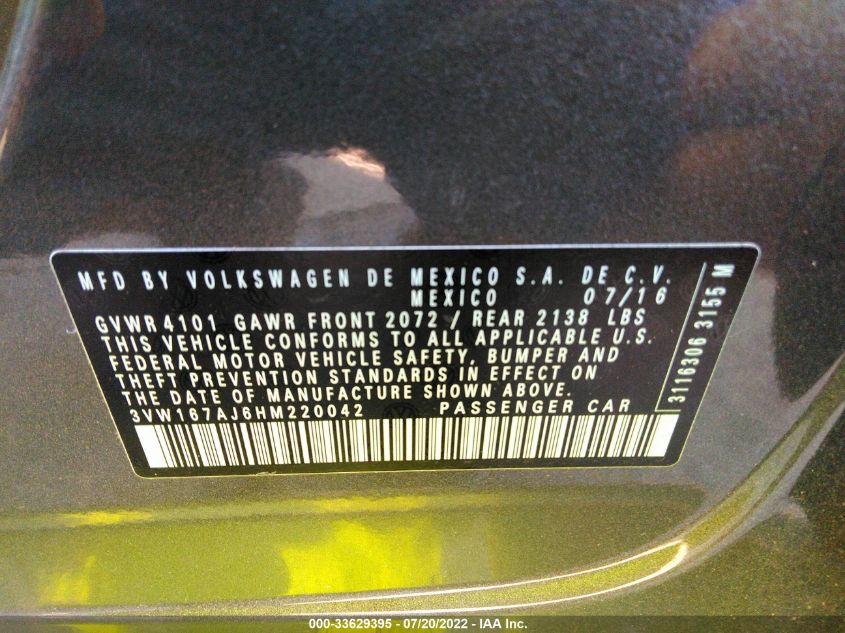 MFD BY VOLKSWAGEN DE MEXICO S.A. DE C.V.
MEXICO 07/16
GVWR 4101 GAWR FRONT 2072 / REAR 2138 LBS
THIS VEHICLE CONFORMS TO ALL APPLICABLE U.S.
FEDERAL MOTOR VEHICLE SAFETY, BUMPER AND
THEFT PREVENTION STANDARDS IN EFFECT ON
THE DATE OF MANUFACTURE SHOWN ABOVE.
3VW167AJ6HM220042 PASSENGER CAR
3116306 3155 M
000-33629395 - 07/20/2022 - IAA Inc.